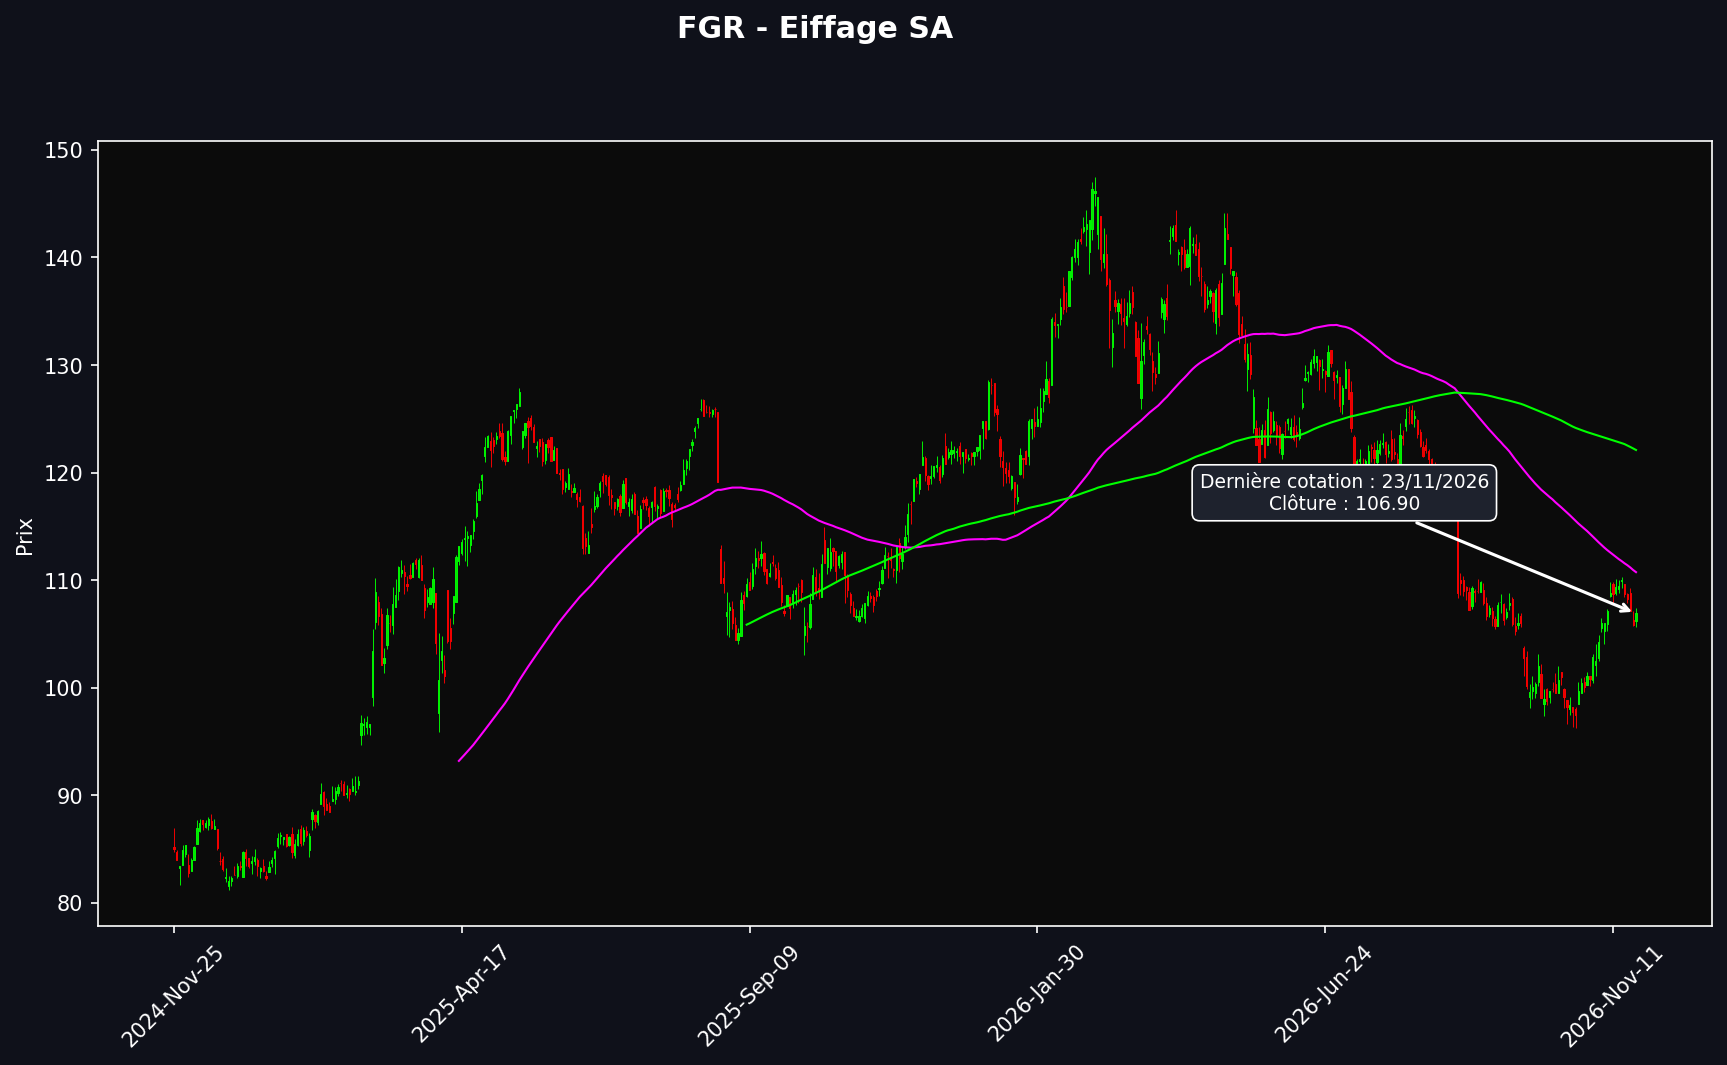 FGR - Eiffage SA
Prix
150
140
130
120
110
100
90
80
Dernière cotation : 23/11/2026
Clôture : 106.90
2024-Nov-25
2025-Apr-17
2025-Sep-09
2026-Jan-30
2026-Jun-24
2026-Nov-11